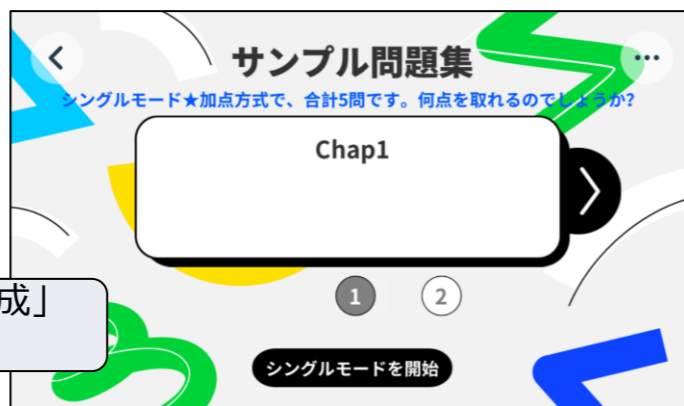 サンプル問題集
シングルモード★加点方式で、合計5問です。何点を取れるのでしょうか?
Chap1
1
2
成」
シングルモードを開始